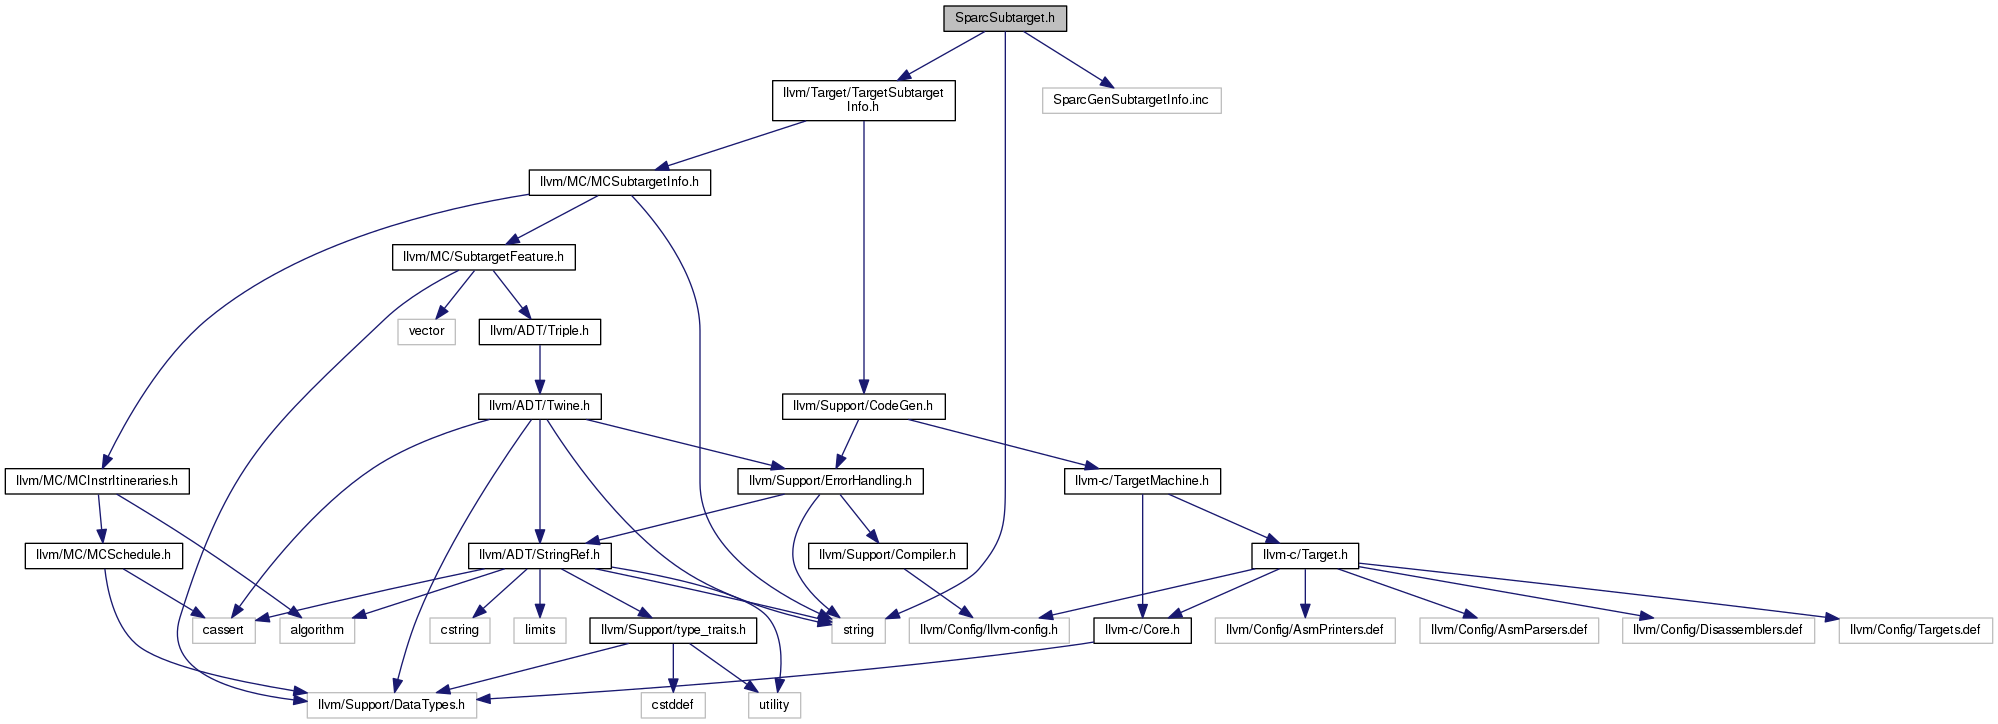 SparcSubtarget.h
llvm/Target/TargetSubtarget
Info.h
SparcGenSubtargetInfo.inc
llvm/MC/MCSubtargetInfo.h
llvm/MC/SubtargetFeature.h
vector
llvm/ADT/Triple.h
llvm/ADT/Twine.h
llvm/Support/CodeGen.h
llvm/MC/MCInstrItineraries.h
llvm/Support/ErrorHandling.h
llvm-c/TargetMachine.h
llvm/MC/MCSchedule.h
llvm/ADT/StringRef.h
llvm/Support/Compiler.h
llvm-c/Target.h
cassert
algorithm
cstring
limits
llvm/Support/type_traits.h
string
llvm/Config/llvm-config.h
llvm-c/Core.h
llvm/Config/AsmPrinters.def
llvm/Config/AsmParsers.def
llvm/Config/Disassemblers.def
llvm/Config/Targets.def
llvm/Support/DataTypes.h
cstddef
utility